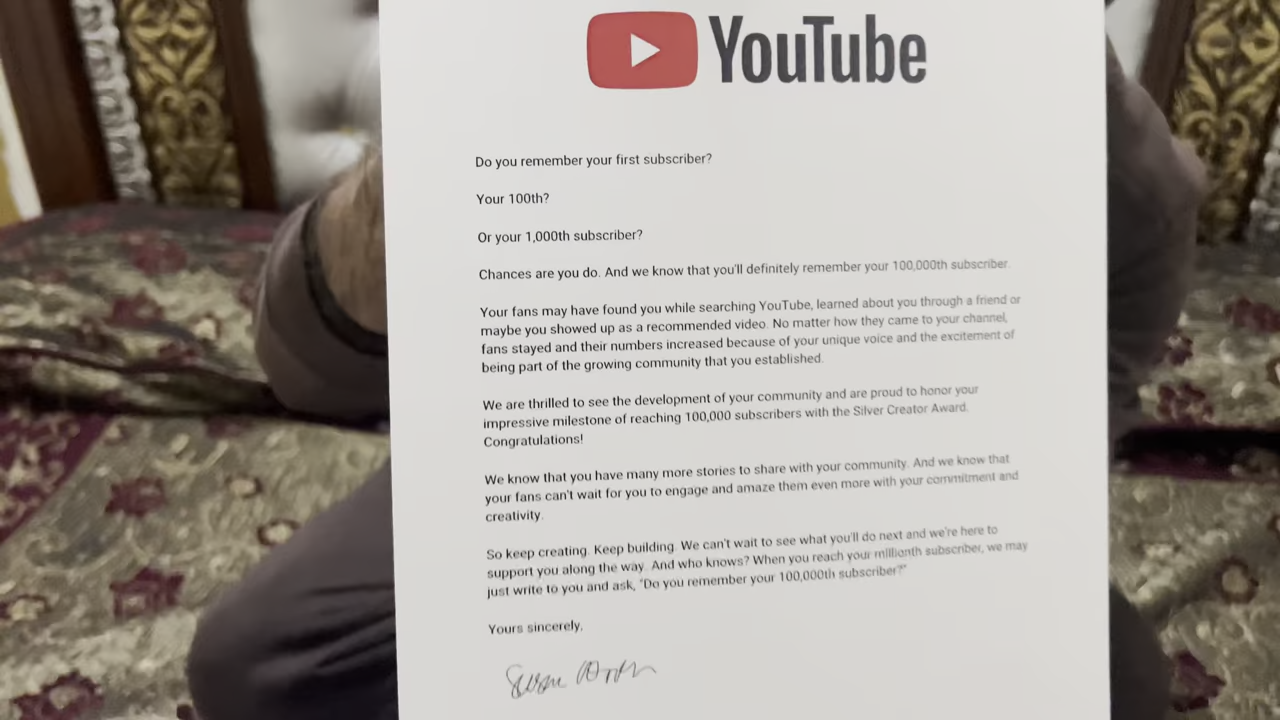 YouTube
Do you remember your first subscriber?
Your 100th?
Or your 1,000th subscriber?
Chances are you do. And we know that you'll definitely remember your 100,000th subscriber.
Your fans may have found you while searching YouTube, learned about you through a friend or
maybe you showed up as a recommended video. No matter how they came to your channel,
fans stayed and their numbers increased because of your unique voice and the excitement of
being part of the growing community that you established.
We are thrilled to see the development of your community and are proud to honor your
impressive milestone of reaching 100,000 subscribers with the Silver Creator Award.
Congratulations!
We know that you have many more stories to share with your community. And we know that
your fans can't wait for you to engage and amaze them even more with your commitment and
creativity.
So keep creating. Keep building. We can't wait to see what you'll do next and we're here to
support you along the way. And who knows? When you reach your millionth subscriber, we may
just write to you and ask, "Do you remember your 100,000th subscriber?"
Yours sincerely,